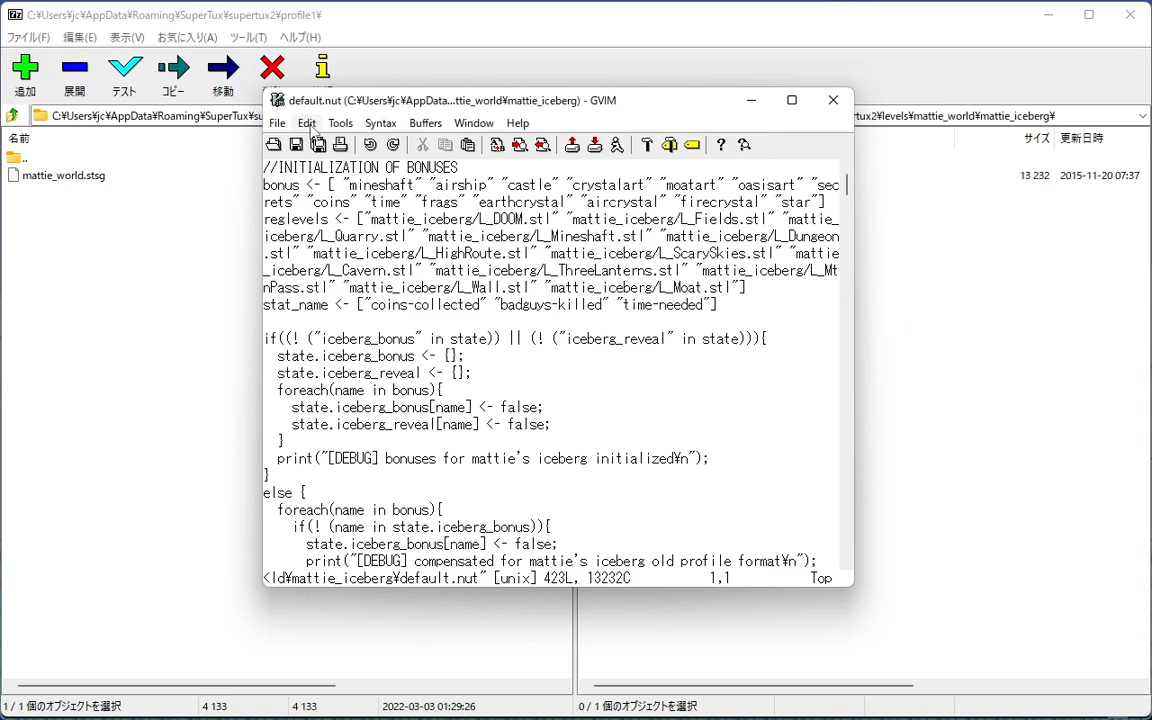 C:¥Users¥jc¥AppData¥Roaming¥SuperTux¥supertux2¥profile1¥
ファイル(F) 編集(E) 表示(V) お気に入り(A) ツール(T) ヘルプ(H)
追加 展開 テスト コピー 移動 削除 情報
C:¥Users¥jc¥AppData¥Roaming¥SuperTux¥su
tux2¥levels¥mattie_world¥mattie_iceberg¥
名前
サイズ 更新日時
..
mattie_world.stsg
13 232 2015-11-20 07:37
default.nut (C:¥Users¥jc¥AppData...ttie_world¥mattie_iceberg) - GVIM
File Edit Tools Syntax Buffers Window Help
//INITIALIZATION OF BONUSES
bonus <- [ "mineshaft" "airship" "castle" "crystalart" "moatart" "oasisart" "sec
rets" "coins" "time" "frags" "earthcrystal" "aircrystal" "firecrystal" "star"]
reglevels <- ["mattie_iceberg/L_DOOM.stl" "mattie_iceberg/L_Fields.stl" "mattie_
iceberg/L_Quarry.stl" "mattie_iceberg/L_Mineshaft.stl" "mattie_iceberg/L_Dungeon
.stl" "mattie_iceberg/L_HighRoute.stl" "mattie_iceberg/L_ScarySkies.stl" "mattie
_iceberg/L_Cavern.stl" "mattie_iceberg/L_ThreeLanterns.stl" "mattie_iceberg/L_Mt
nPass.stl" "mattie_iceberg/L_Wall.stl" "mattie_iceberg/L_Moat.stl"]
stat_name <- ["coins-collected" "badguys-killed" "time-needed"]
if((! ("iceberg_bonus" in state)) || (! ("iceberg_reveal" in state))){
state.iceberg_bonus <- {};
state.iceberg_reveal <- {};
foreach(name in bonus){
state.iceberg_bonus[name] <- false;
state.iceberg_reveal[name] <- false;
}
print("[DEBUG] bonuses for mattie's iceberg initialized¥n");
}
else {
foreach(name in bonus){
if(! (name in state.iceberg_bonus)){
state.iceberg_bonus[name] <- false;
print("[DEBUG] compensated for mattie's iceberg old profile format¥n");
<ld¥mattie_iceberg¥default.nut" [unix] 423L, 13232C 1,1 Top
1 / 1 個のオブジェクトを選択 4 133 4 133 2022-03-03 01:29:26
0 / 1 個のオブジェクトを選択